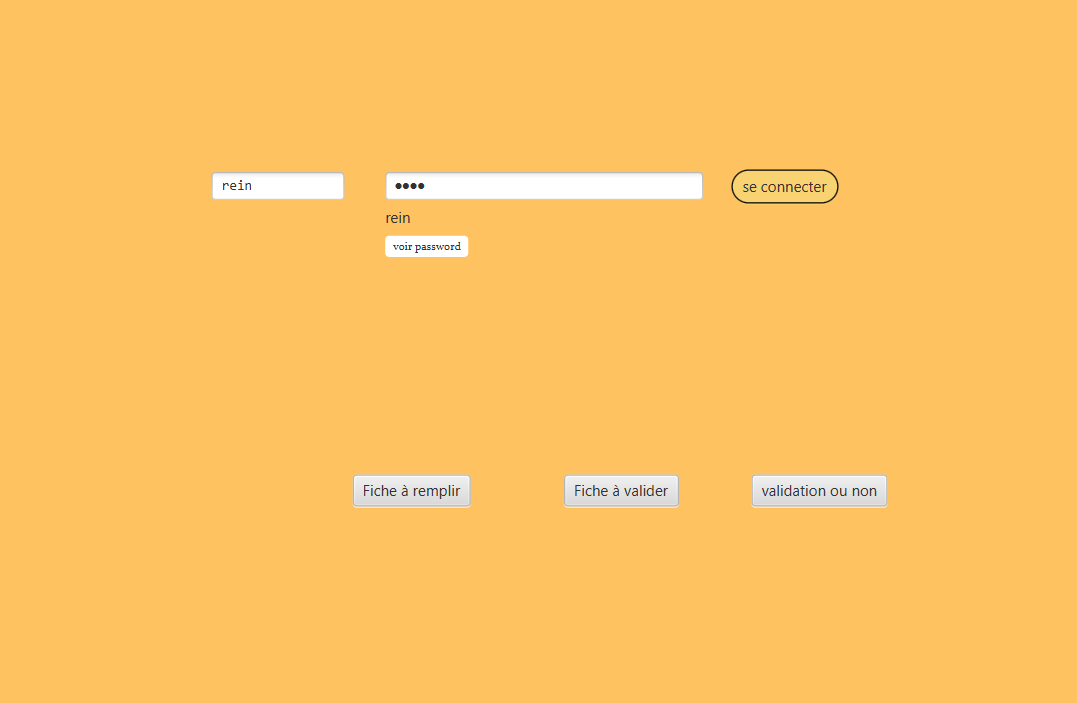 rein
●●●●
se connecter
rein
voir password
Fiche à remplir
Fiche à valider
validation ou non